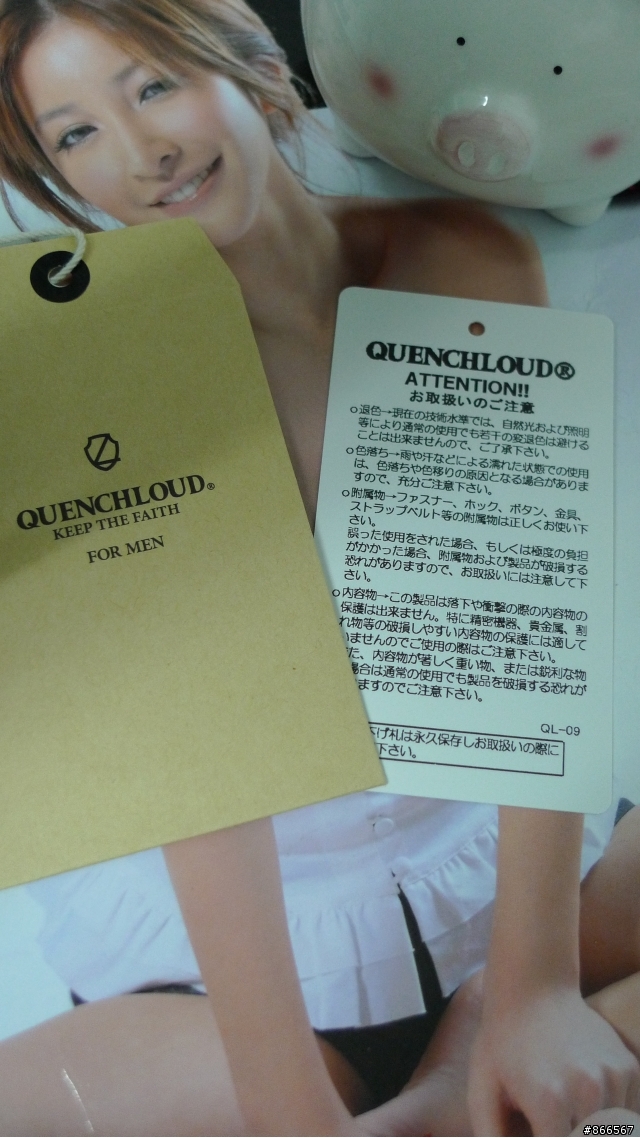 QUENCHLOUD®
KEEP THE FAITH
FOR MEN
QUENCHLOUD®
ATTENTION!!
お取扱いのご注意
○退色→現在の技術水準では、自然光および照明
等により通常の使用でも若干の変退色は避ける
ことは出来ませんので、ご了承下さい。
○色落ち→雨や汗などによる濡れた状態での使用
は、色落ちや色移りの原因となる場合がありま
すので、充分ご注意下さい。
○附属物→ファスナー、ホック、ボタン、金具、
ストラップベルト等の附属物は正しくお使い下
さい。
誤った使用をされた場合、もしくは極度の負担
がかかった場合、附属物および製品が破損する
恐れがありますので、お取扱いには注意して下
さい。
○内容物→この製品は落下や衝撃の際の内容物の
保護は出来ません。特に精密機器、貴金属、割
れ物等の破損しやすい内容物の保護には適して
いませんのでご使用の際はご注意下さい。
た、内容物が著しく重い物、または鋭利な物
場合は通常の使用でも製品を破損する恐れが
ますのでご注意下さい。
QL-09
下げ札は永久保存しお取扱いの際に
下さい。
#866567